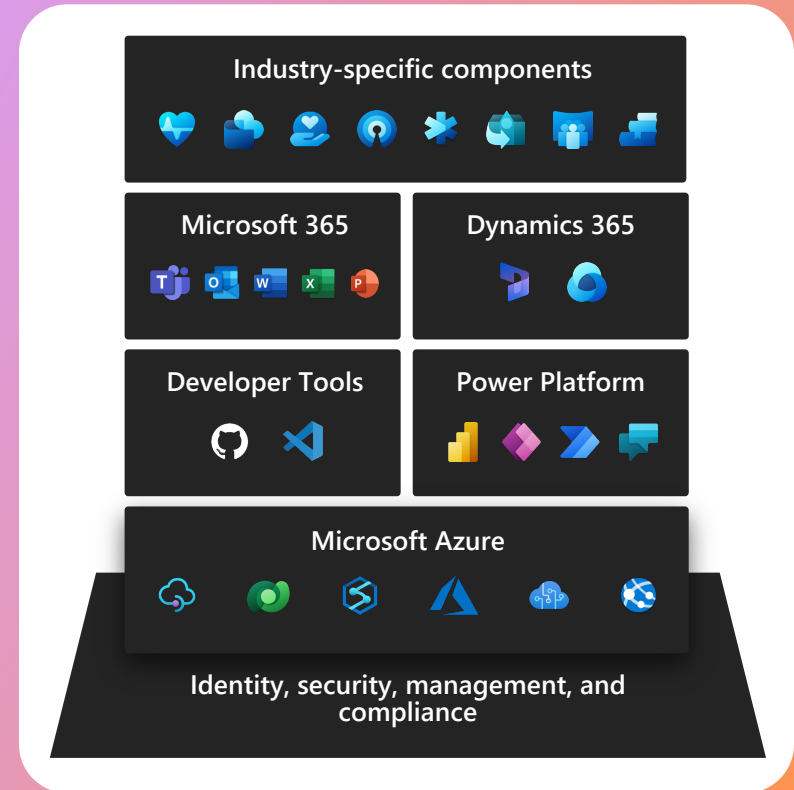 Industry-specific components
Microsoft 365
Dynamics 365
T
O
W
X
P
Developer Tools
Power Platform
Microsoft Azure
Identity, security, management, and
compliance